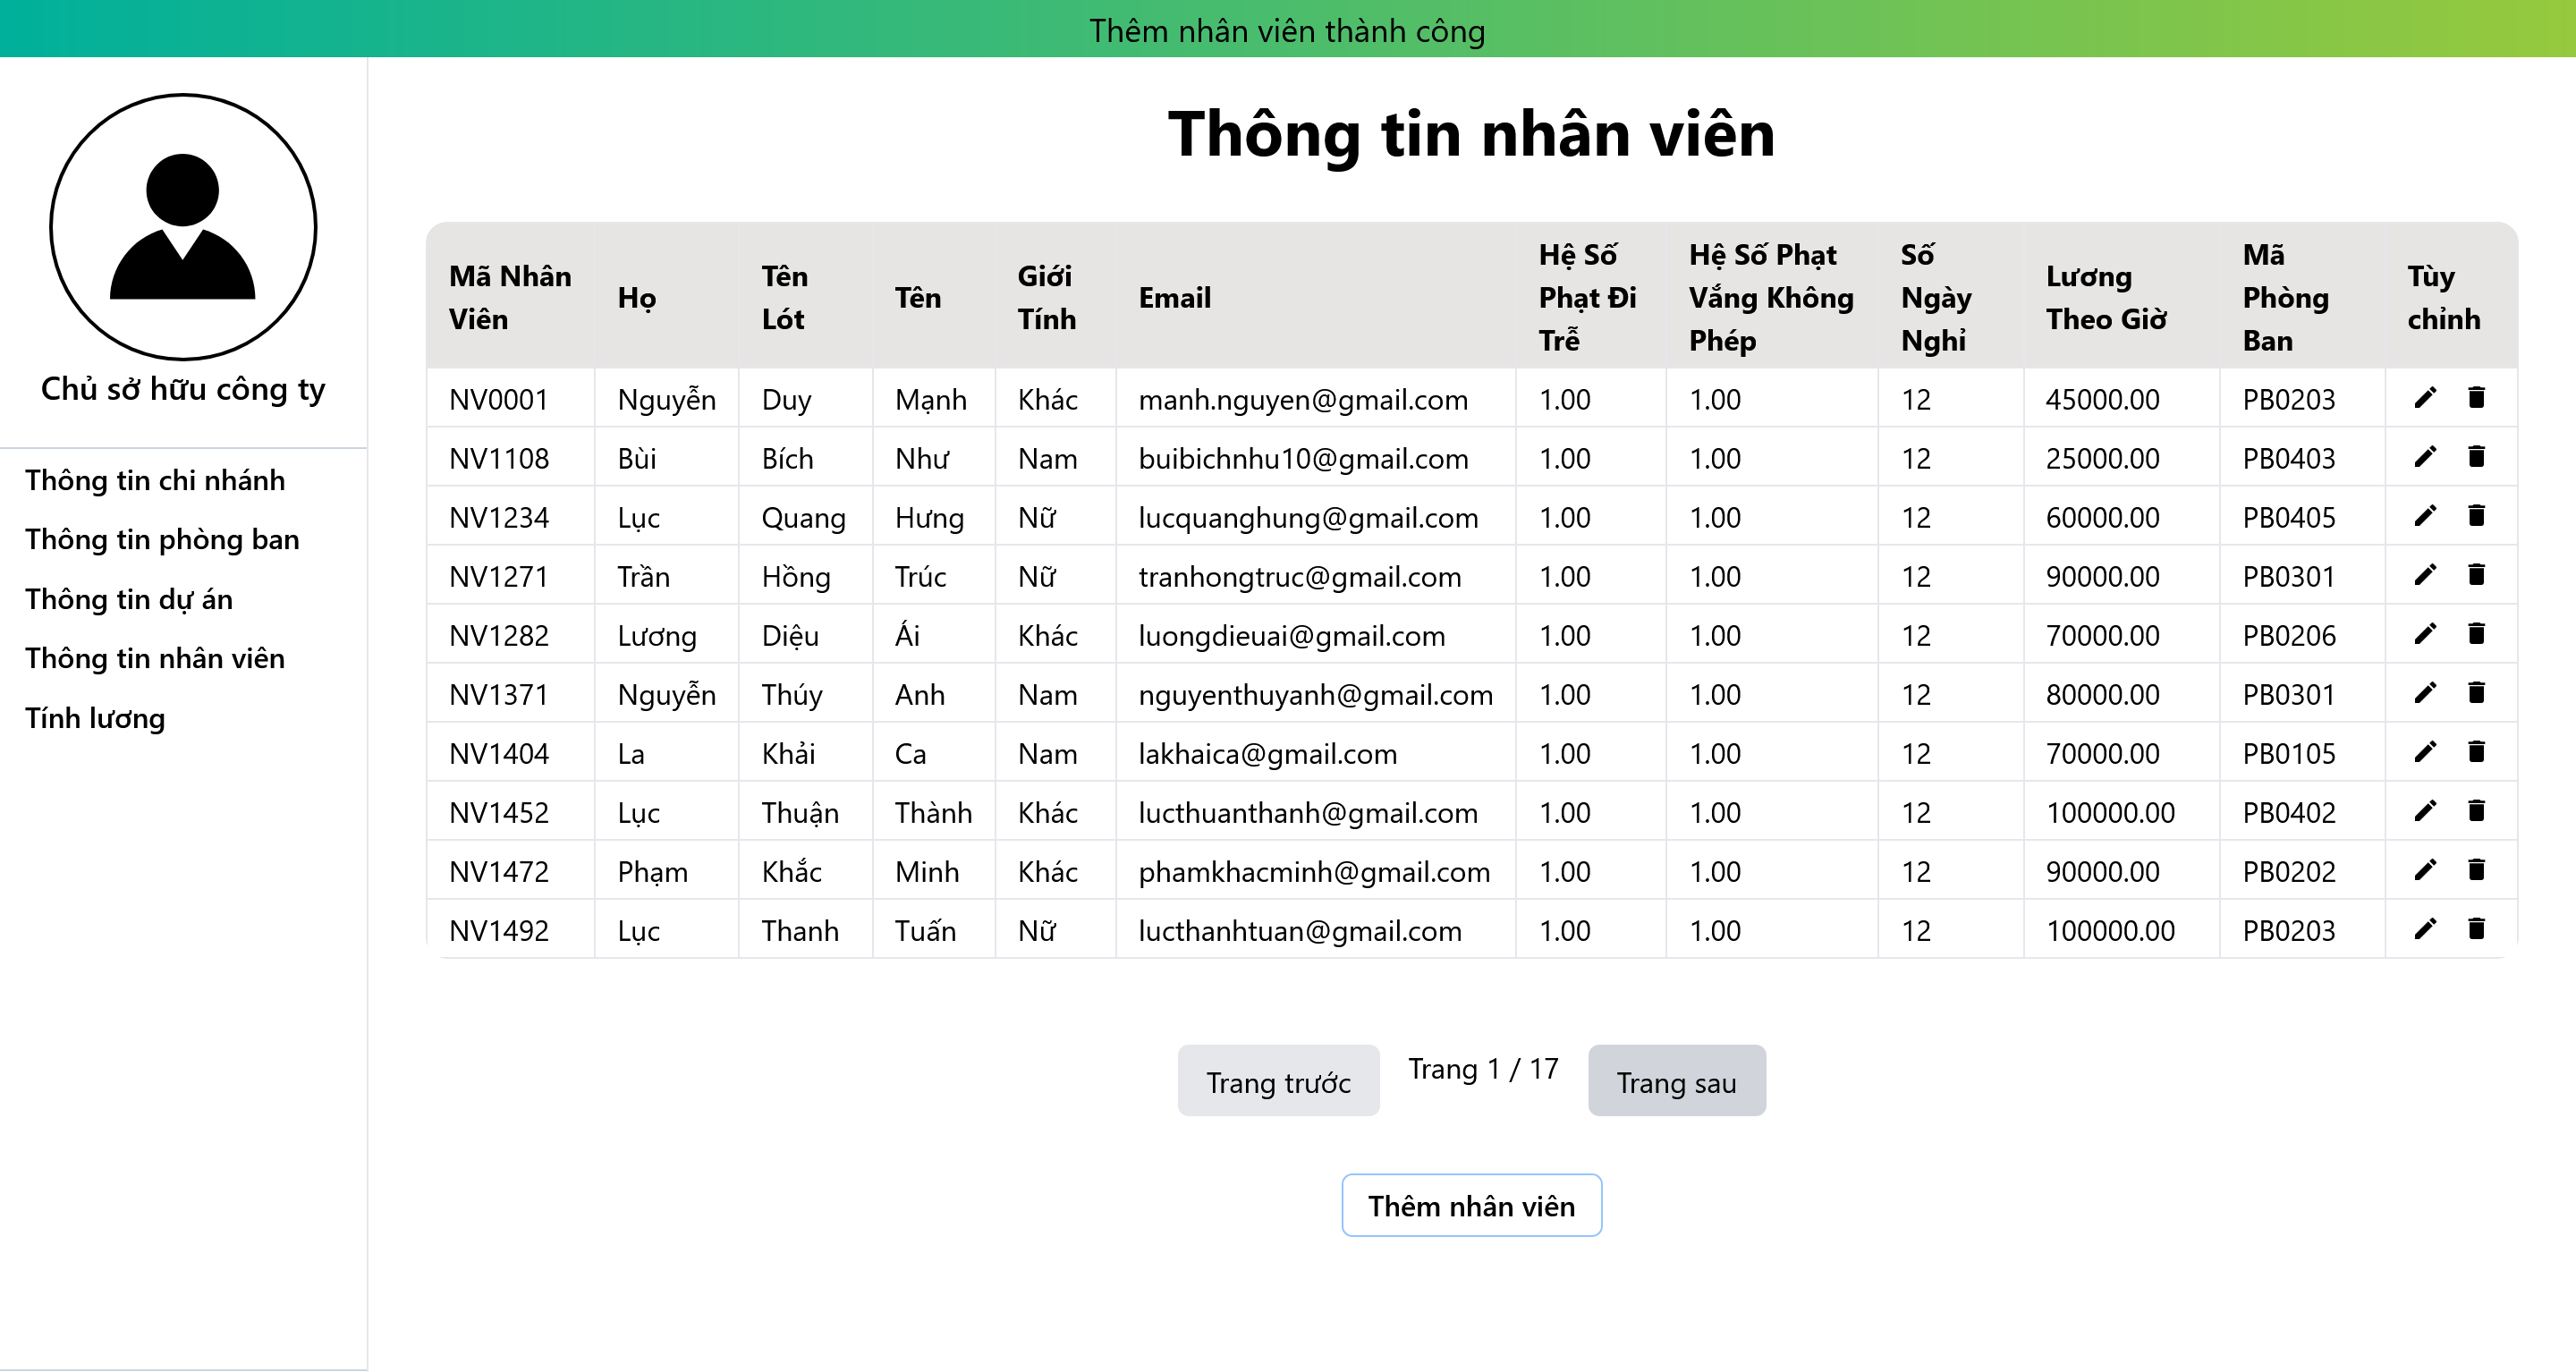 Thêm nhân viên thành công
Chủ sở hữu công ty
Thông tin chi nhánh
Thông tin phòng ban
Thông tin dự án
Thông tin nhân viên
Tính lương
Thông tin nhân viên
Mã Nhân Viên Họ Tên Lót Tên Giới Tính Email Hệ Số Phạt Đi Trễ Hệ Số Phạt Vắng Không Phép Số Ngày Nghỉ Lương Theo Giờ Mã Phòng Ban Tùy chỉnh
NV0001 Nguyễn Duy Mạnh Khác manh.nguyen@gmail.com 1.00 1.00 12 45000.00 PB0203
NV1108 Bùi Bích Như Nam buibichnhu10@gmail.com 1.00 1.00 12 25000.00 PB0403
NV1234 Lục Quang Hưng Nữ lucquanghung@gmail.com 1.00 1.00 12 60000.00 PB0405
NV1271 Trần Hồng Trúc Nữ tranhongtruc@gmail.com 1.00 1.00 12 90000.00 PB0301
NV1282 Lương Diệu Ái Khác luongdieuai@gmail.com 1.00 1.00 12 70000.00 PB0206
NV1371 Nguyễn Thúy Anh Nam nguyenthuyanh@gmail.com 1.00 1.00 12 80000.00 PB0301
NV1404 La Khải Ca Nam lakhaica@gmail.com 1.00 1.00 12 70000.00 PB0105
NV1452 Lục Thuận Thành Khác lucthuanthanh@gmail.com 1.00 1.00 12 100000.00 PB0402
NV1472 Phạm Khắc Minh Khác phamkhacminh@gmail.com 1.00 1.00 12 90000.00 PB0202
NV1492 Lục Thanh Tuấn Nữ lucthanhtuan@gmail.com 1.00 1.00 12 100000.00 PB0203
Trang trước Trang 1 / 17 Trang sau
Thêm nhân viên